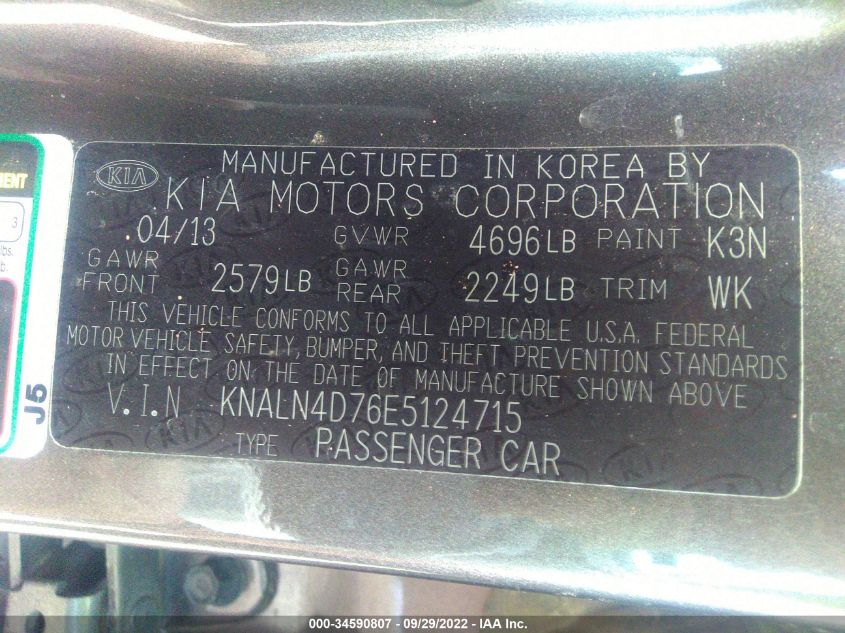 MENT
3
lbs.
b.
J5
KIA
MANUFACTURED IN KOREA BY
KIA MOTORS CORPORATION
04/13 GVWR 4696LB PAINT K3N
GAWR FRONT 2579LB GAWR REAR 2249LB TRIM WK
THIS VEHICLE CONFORMS TO ALL APPLICABLE U.S.A. FEDERAL
MOTOR VEHICLE SAFETY, BUMPER, AND THEFT PREVENTION STANDARDS
IN EFFECT ON THE DATE OF MANUFACTURE SHOWN ABOVE
V.I.N KNALN4D76E5124715
TYPE PASSENGER CAR
000-34590807 - 09/29/2022 - IAA Inc.